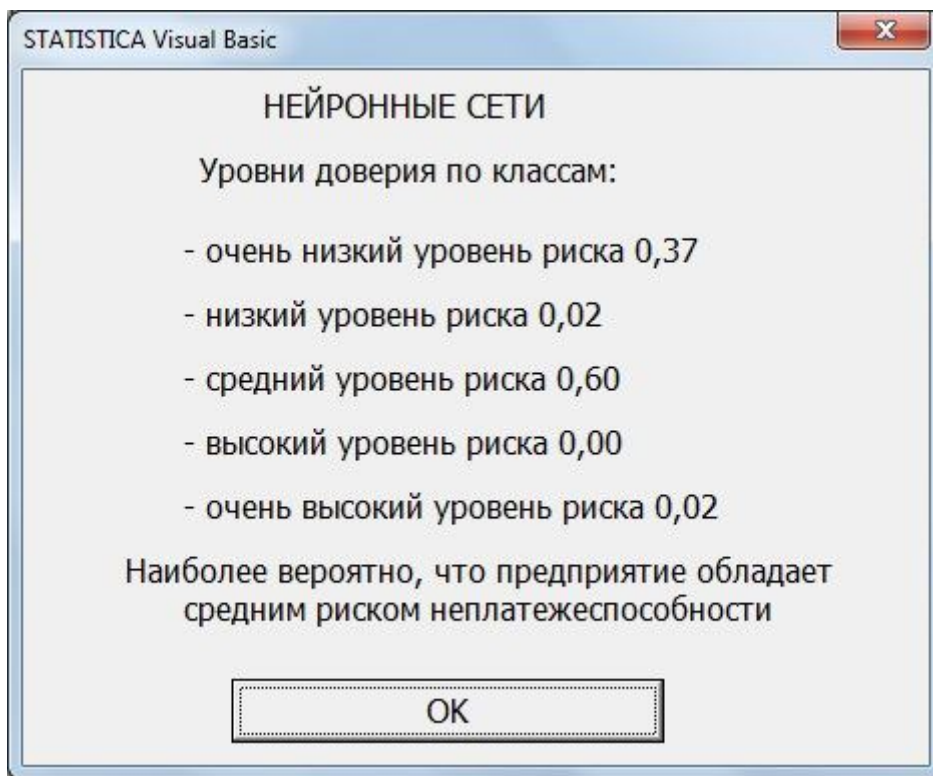 STATISTICA Visual Basic
НЕЙРОННЫЕ СЕТИ
Уровни доверия по классам:
- очень низкий уровень риска 0,37
- низкий уровень риска 0,02
- средний уровень риска 0,60
- высокий уровень риска 0,00
- очень высокий уровень риска 0,02
Наиболее вероятно, что предприятие обладает
средним риском неплатежеспособности
OK